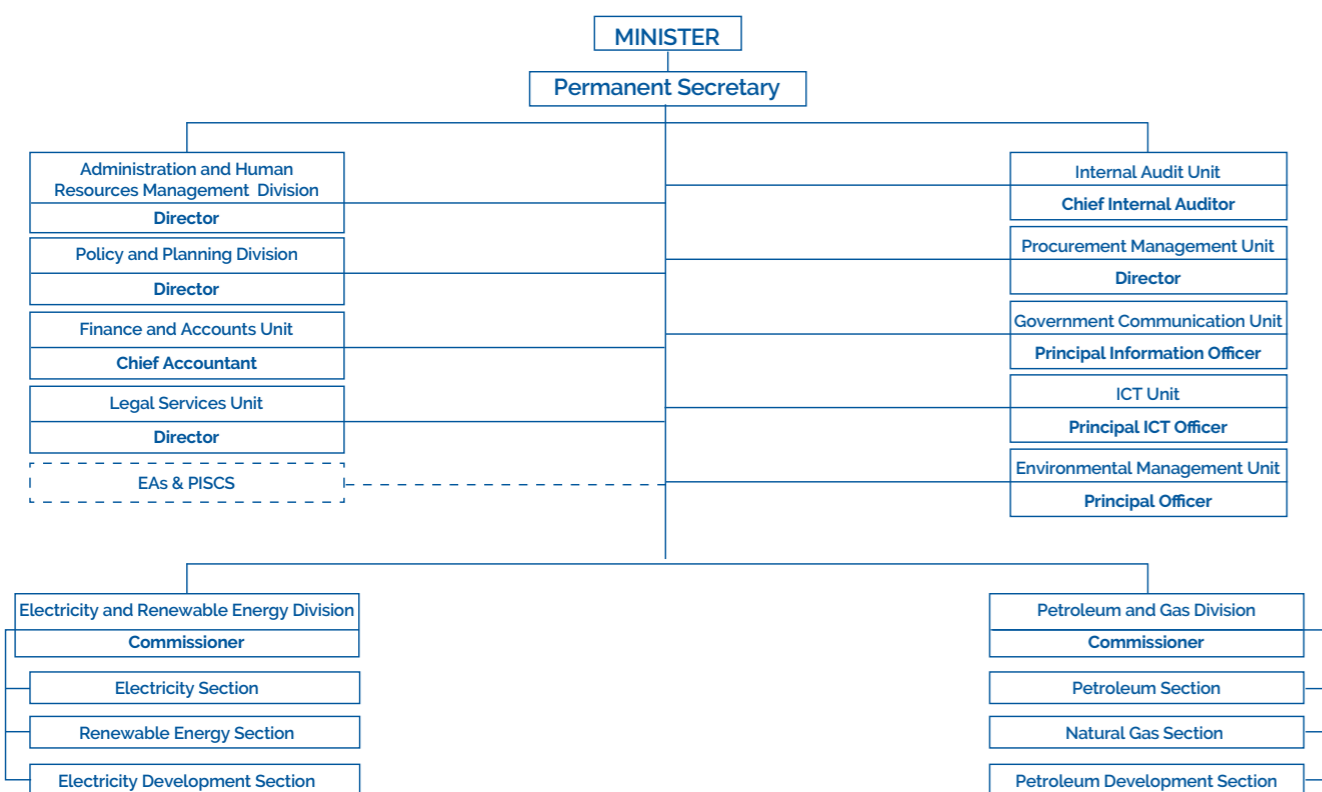 MINISTER
Permanent Secretary
Administration and Human
Resources Management Division
Director
Policy and Planning Division
Director
Finance and Accounts Unit
Chief Accountant
Legal Services Unit
Director
EAs & PISCS
Internal Audit Unit
Chief Internal Auditor
Procurement Management Unit
Director
Government Communication Unit
Principal Information Officer
ICT Unit
Principal ICT Officer
Environmental Management Unit
Principal Officer
Electricity and Renewable Energy Division
Commissioner
Electricity Section
Renewable Energy Section
Electricity Development Section
Petroleum and Gas Division
Commissioner
Petroleum Section
Natural Gas Section
Petroleum Development Section